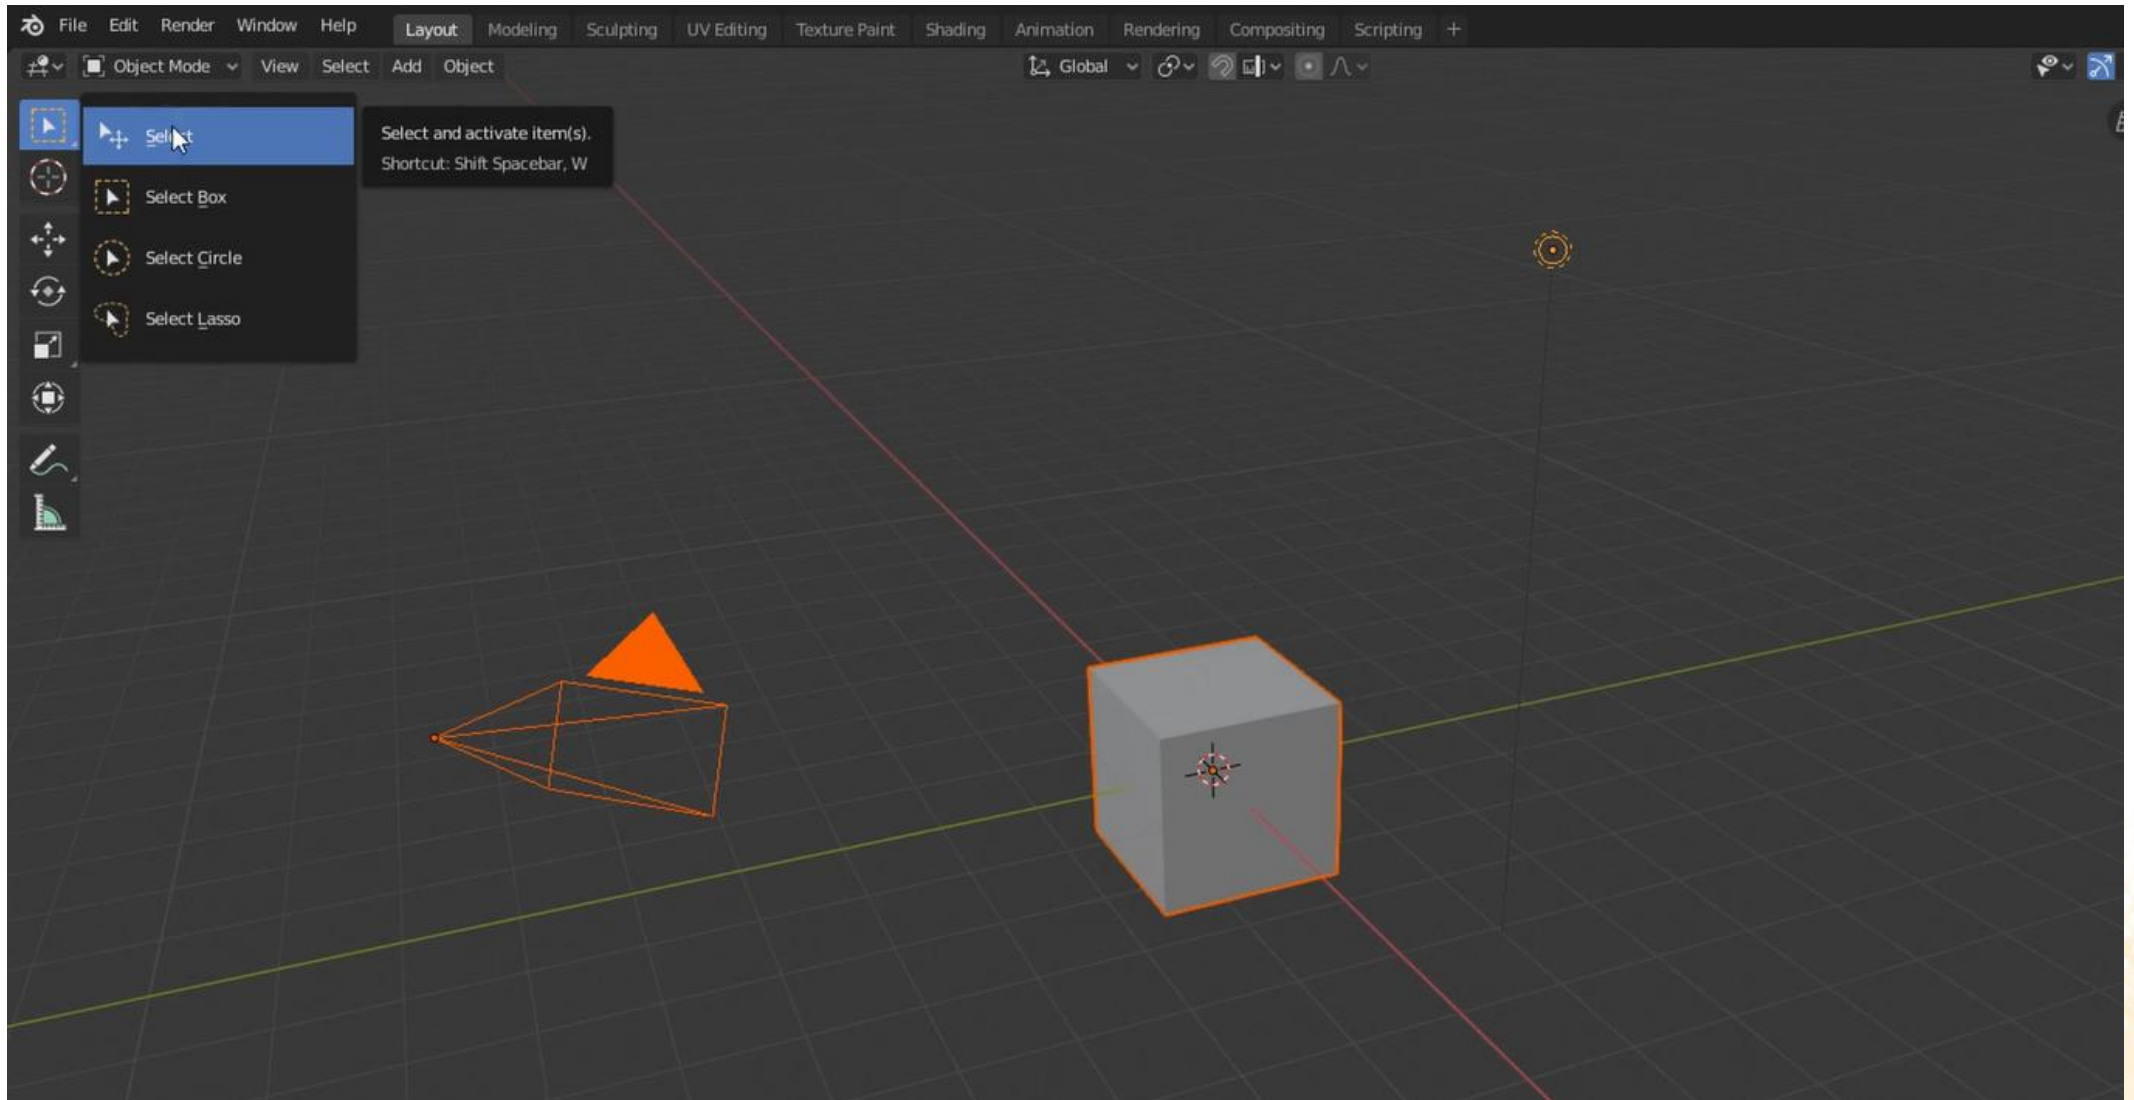 File Edit Render Window Help Layout Modeling Sculpting UV Editing Texture Paint Shading Animation Rendering Compositing Scripting +
Object Mode View Select Add Object Global
Select
Select and activate item(s).
Shortcut: Shift Spacebar, W
Select Box
Select Circle
Select Lasso